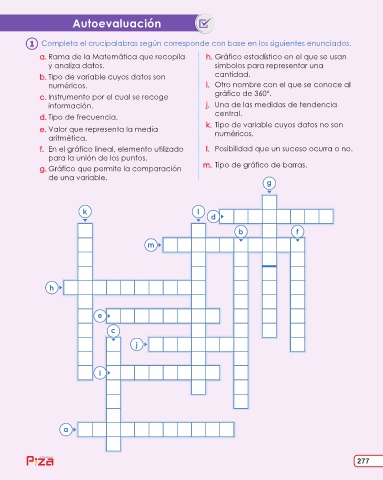 Autoevaluación
1 Completa el crucipalabras según corresponde con base en los siguientes enunciados.
a. Rama de la Matemática que recopila
y analiza datos.
b. Tipo de variable cuyos datos son
numéricos.
c. Instrumento por el cual se recoge
información.
d. Tipo de frecuencia.
e. Valor que representa la media
aritmética.
f. En el gráfico lineal, elemento utilizado
para la unión de los puntos.
g. Gráfico que permite la comparación
de una variable.
h. Gráfico estadístico en el que se usan
símbolos para representar una
cantidad.
i. Otro nombre con el que se conoce al
gráfico de 360°.
j. Una de las medidas de tendencia
central.
k. Tipo de variable cuyos datos no son
numéricos.
l. Posibilidad que un suceso ocurra o no.
m. Tipo de gráfico de barras.
g
k
l
d
b
f
m
h
e
c
j
i
a
P!za
277